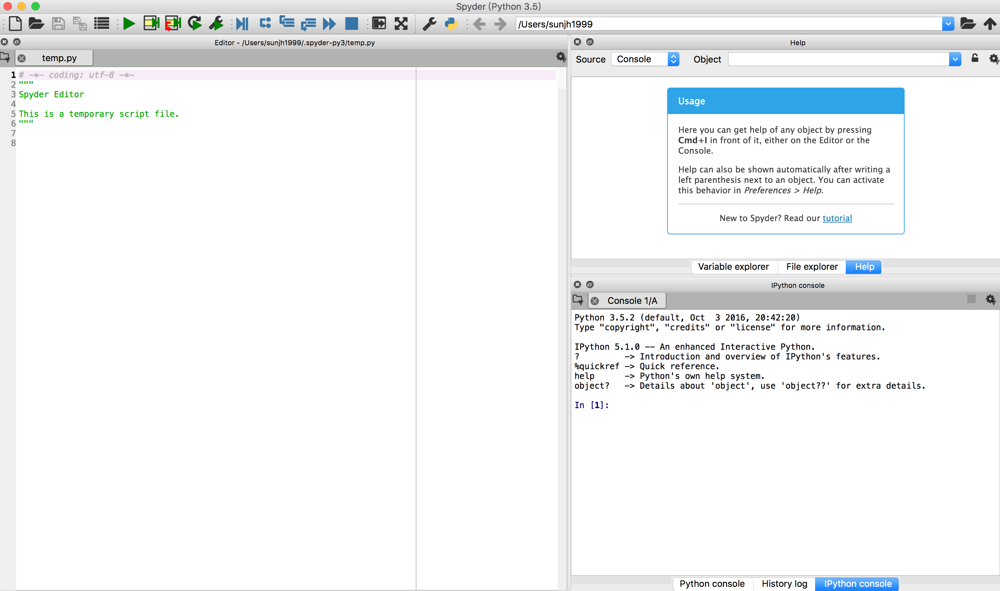 Spyder (Python 3.5)
/Users/sunjh1999
Editor - /Users/sunjh1999/.spyder-py3/temp.py
temp.py
1 # -*- coding: utf-8 -*-
2 """
3 Spyder Editor
4
5 This is a temporary script file.
6 """
7
8
Help
Source Console Object
Usage
Here you can get help of any object by pressing
Cmd+I in front of it, either on the Editor or the
Console.
Help can also be shown automatically after writing a
left parenthesis next to an object. You can activate
this behavior in Preferences > Help.
New to Spyder? Read our tutorial
Variable explorer File explorer Help
IPython console
Console 1/A
Python 3.5.2 (default, Oct  3 2016, 20:42:20)
Type "copyright", "credits" or "license" for more information.
IPython 5.1.0 -- An enhanced Interactive Python.
?         -> Introduction and overview of IPython's features.
%quickref -> Quick reference.
help      -> Python's own help system.
object?   -> Details about 'object', use 'object??' for extra details.
In [1]:
Python console History log IPython console